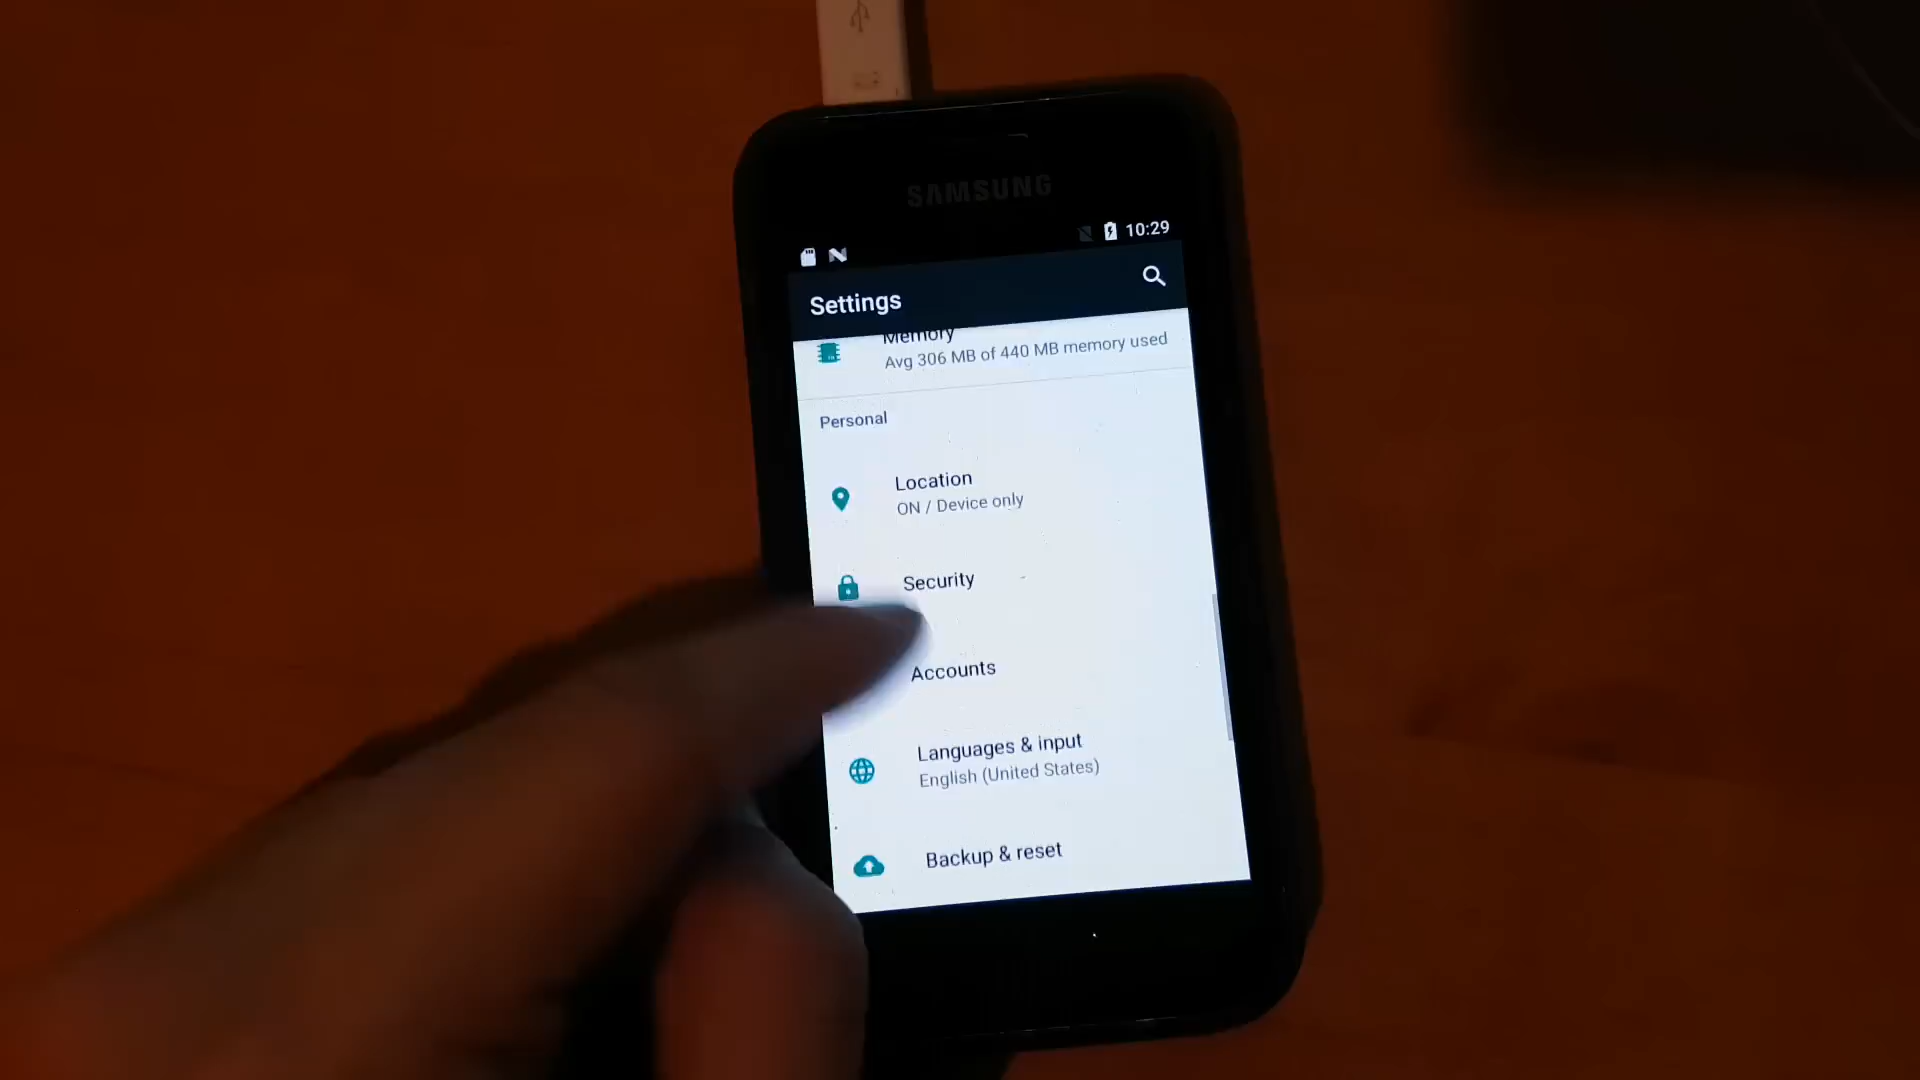 SAMSUNG
10:29
Settings
Memory
Avg 306 MB of 440 MB memory used
Personal
Location
ON / Device only
Security
Accounts
Languages & input
English (United States)
Backup & reset